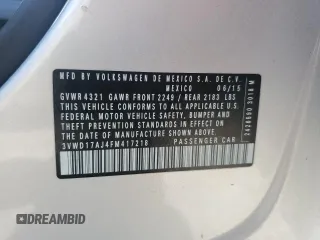 MFD BY VOLKSWAGEN DE MEXICO S.A. DE C.V.
MEXICO 06/15
GVWR 4321 GAWR FRONT 2249 / REAR 2183 LBS
THIS VEHICLE CONFORMS TO ALL APPLICABLE U.S.
FEDERAL MOTOR VEHICLE SAFETY, BUMPER AND
THEFT PREVENTION STANDARDS IN EFFECT ON THE
DATE OF MANUFACTURE SHOWN ABOVE.
3VWD17AJ4FM417218 PASSENGER CAR
DREAMBID